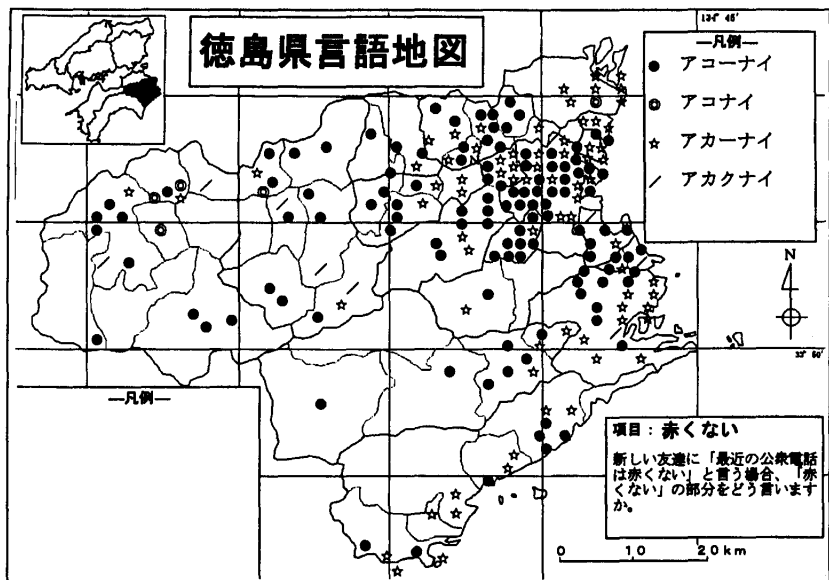 徳島県言語地図
134° 45′
—凡例—
● アコーナイ
◎ アコナイ
☆ アカーナイ
／ アカクナイ
N
33° 50′
—凡例—
項目：赤くない
新しい友達に「最近の公衆電話
は赤くない」と言う場合、「赤
くない」の部分をどう言います
か。
0 10 20km